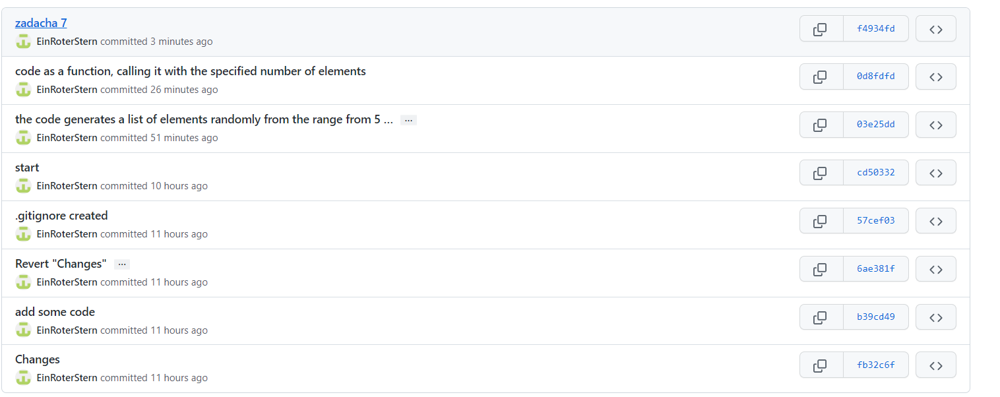 zadacha 7
EinRoterStern committed 3 minutes ago
f4934fd
code as a function, calling it with the specified number of elements
EinRoterStern committed 26 minutes ago
0d8fdfd
the code generates a list of elements randomly from the range from 5 ... ...
EinRoterStern committed 51 minutes ago
03e25dd
start
EinRoterStern committed 10 hours ago
cd50332
.gitignore created
EinRoterStern committed 11 hours ago
57cef03
Revert "Changes" ...
EinRoterStern committed 11 hours ago
6ae381f
add some code
EinRoterStern committed 11 hours ago
b39cd49
Changes
EinRoterStern committed 11 hours ago
fb32c6f